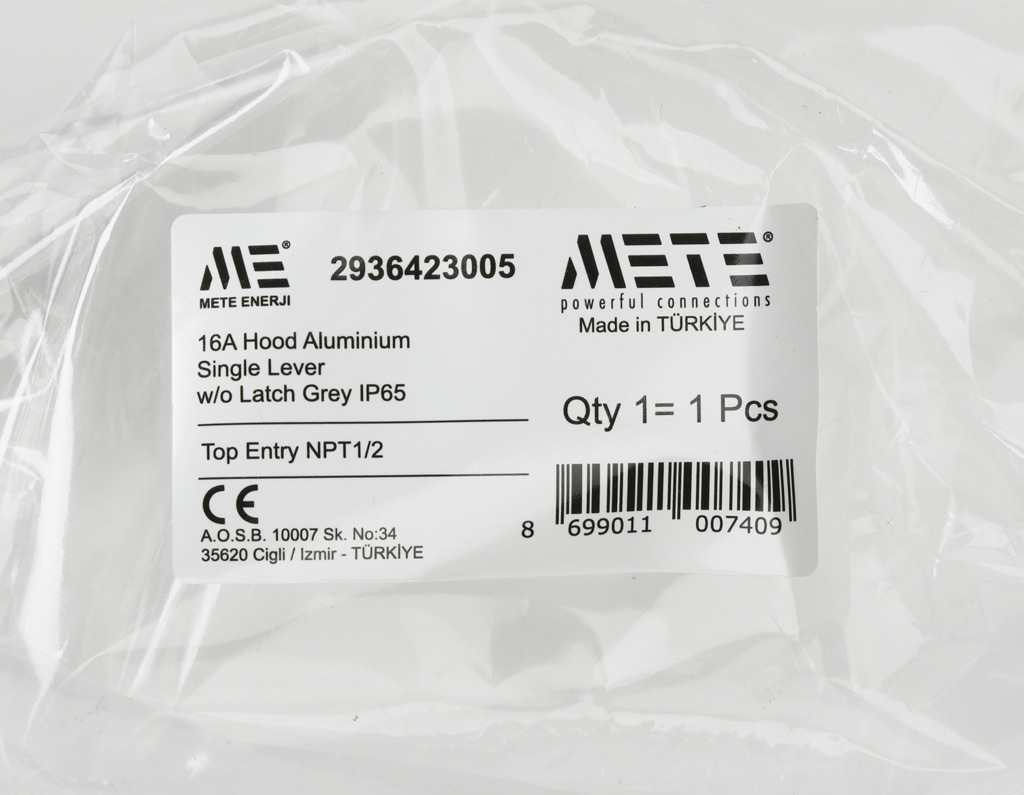 ME®
METE ENERJI
2936423005
METE®
powerful connections
Made in TÜRKİYE
16A Hood Aluminium
Single Lever
w/o Latch Grey IP65
Qty 1= 1 Pcs
Top Entry NPT1/2
CE
A.O.S.B. 10007 Sk. No:34
35620 Cigli / Izmir - TÜRKİYE
8 699011 007409